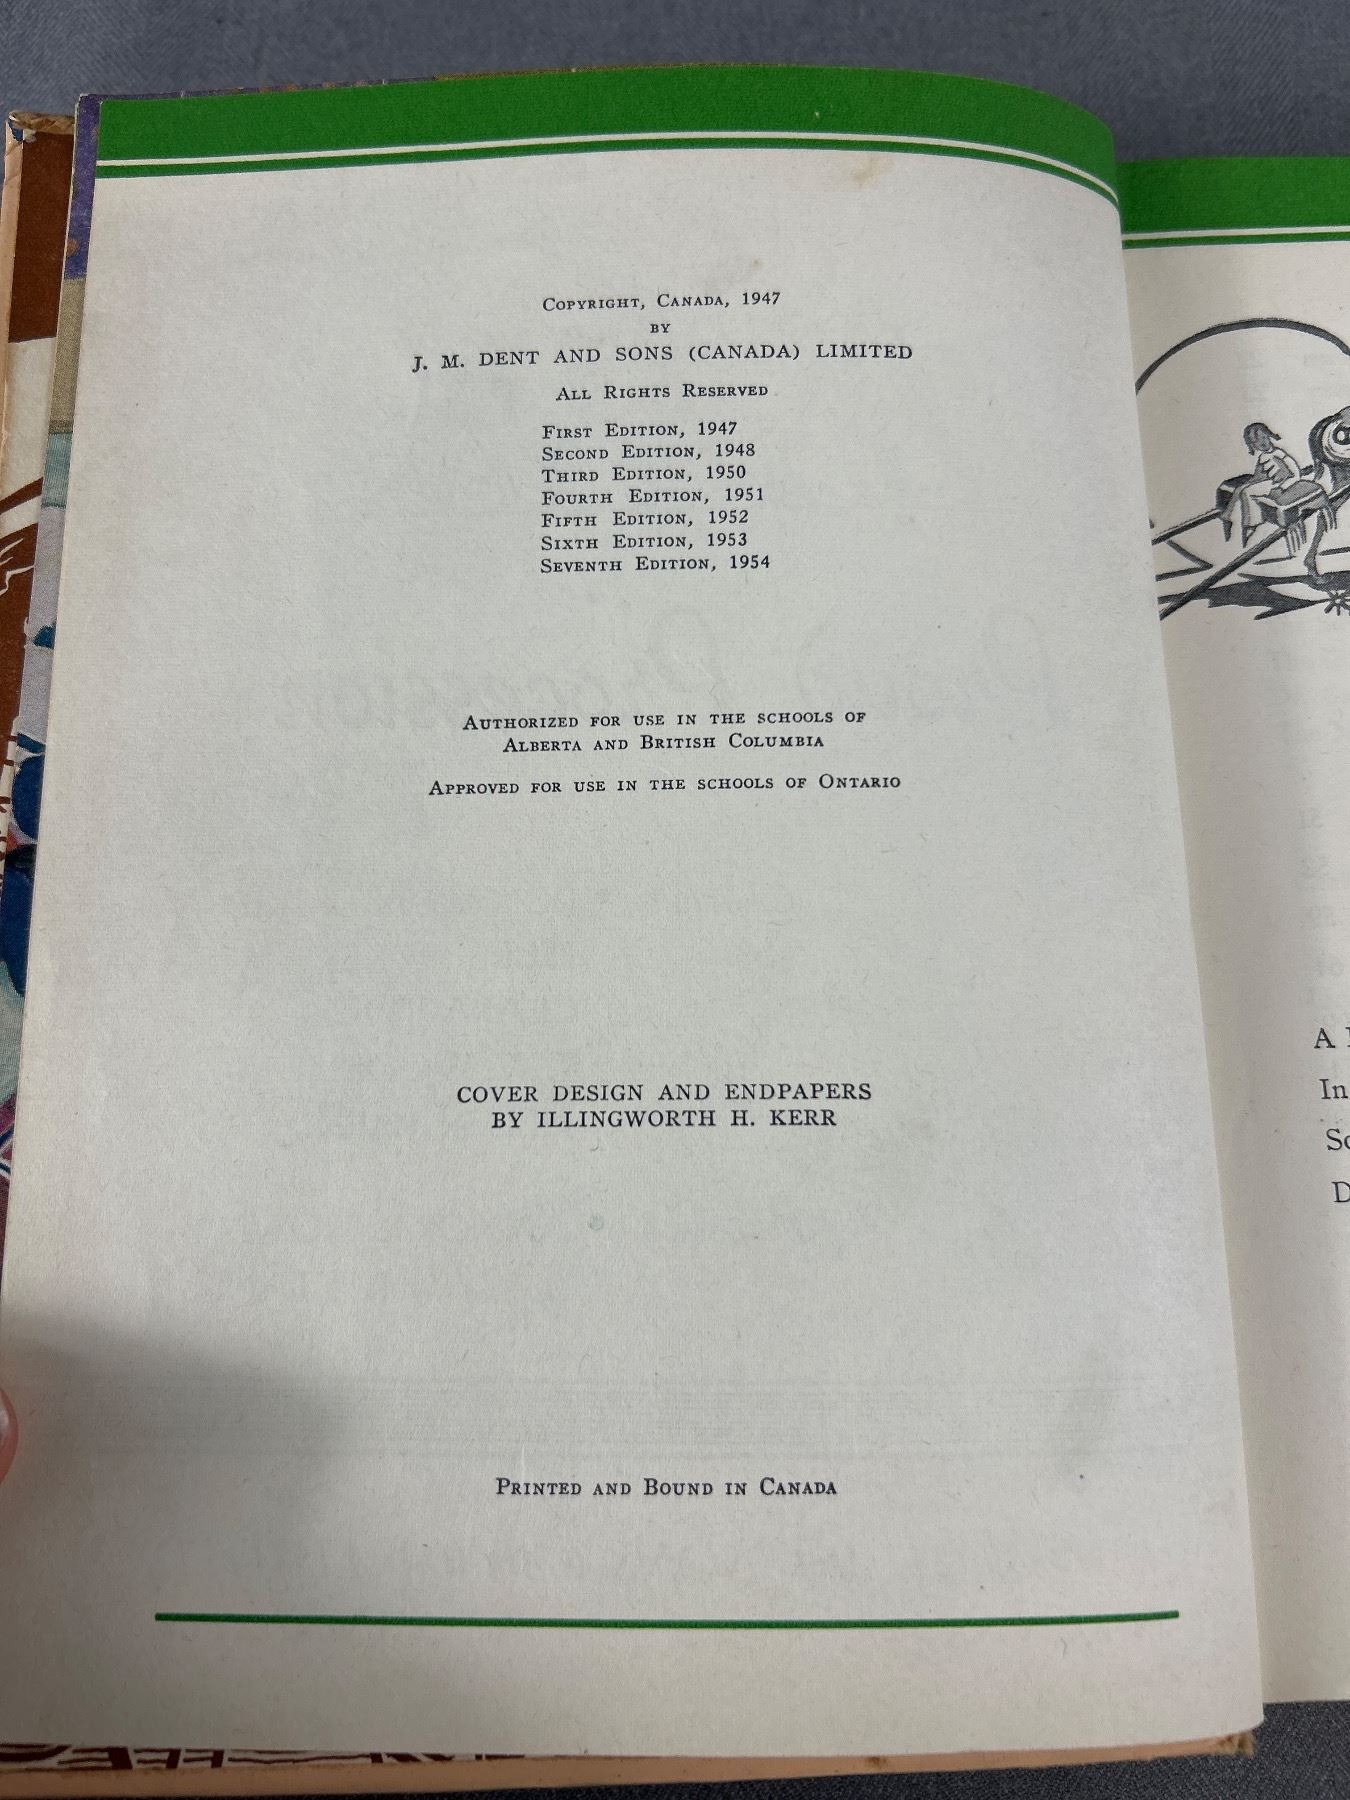 Copyright, Canada, 1947
BY
J. M. DENT AND SONS (CANADA) LIMITED
All Rights Reserved
First Edition, 1947
Second Edition, 1948
Third Edition, 1950
Fourth Edition, 1951
Fifth Edition, 1952
Sixth Edition, 1953
Seventh Edition, 1954
Authorized for use in the schools of
Alberta and British Columbia
Approved for use in the schools of Ontario
COVER DESIGN AND ENDPAPERS
BY ILLINGWORTH H. KERR
Printed and Bound in Canada
A
In